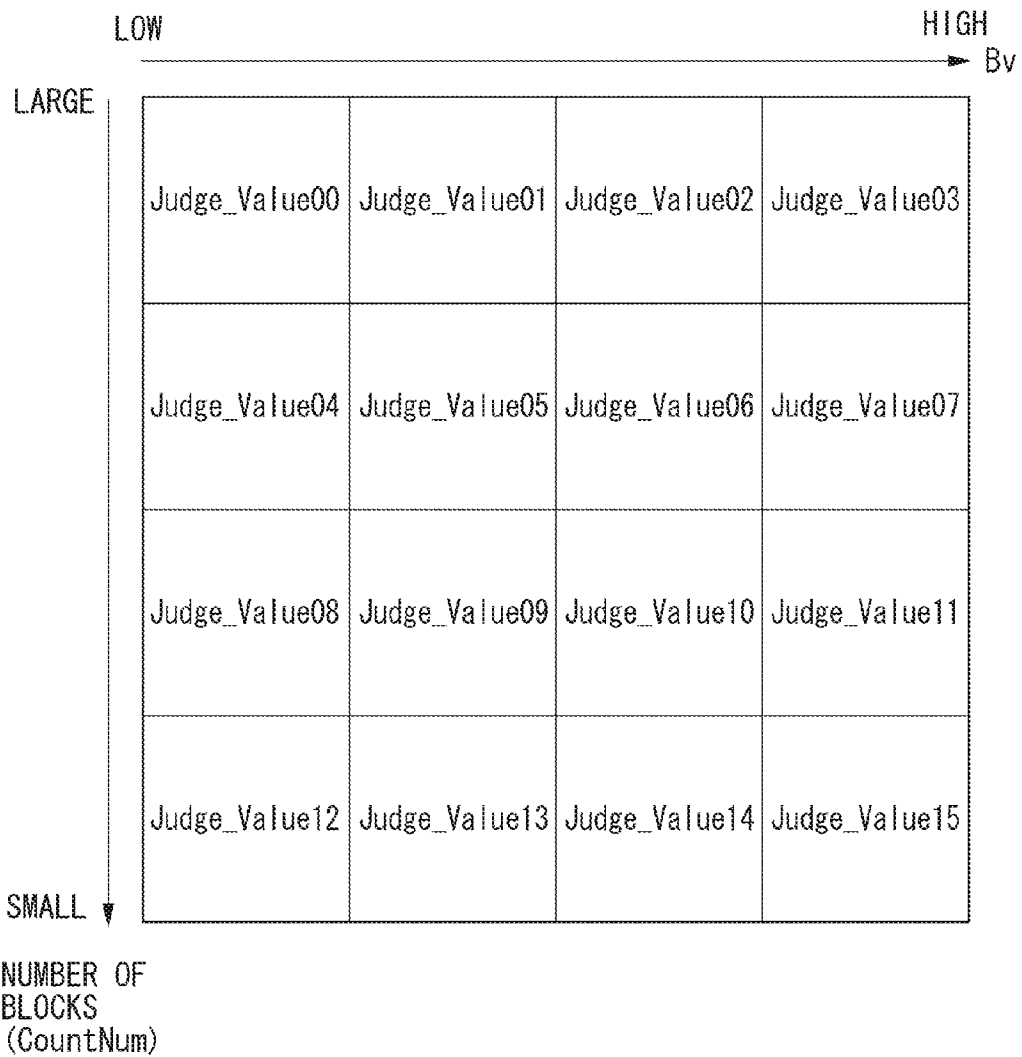 LOW HIGH
Bv
LARGE
Judge_Value00 Judge_Value01 Judge_Value02 Judge_Value03
Judge_Value04 Judge_Value05 Judge_Value06 Judge_Value07
Judge_Value08 Judge_Value09 Judge_Value10 Judge_Value11
Judge_Value12 Judge_Value13 Judge_Value14 Judge_Value15
SMALL
NUMBER OF
BLOCKS
(CountNum)